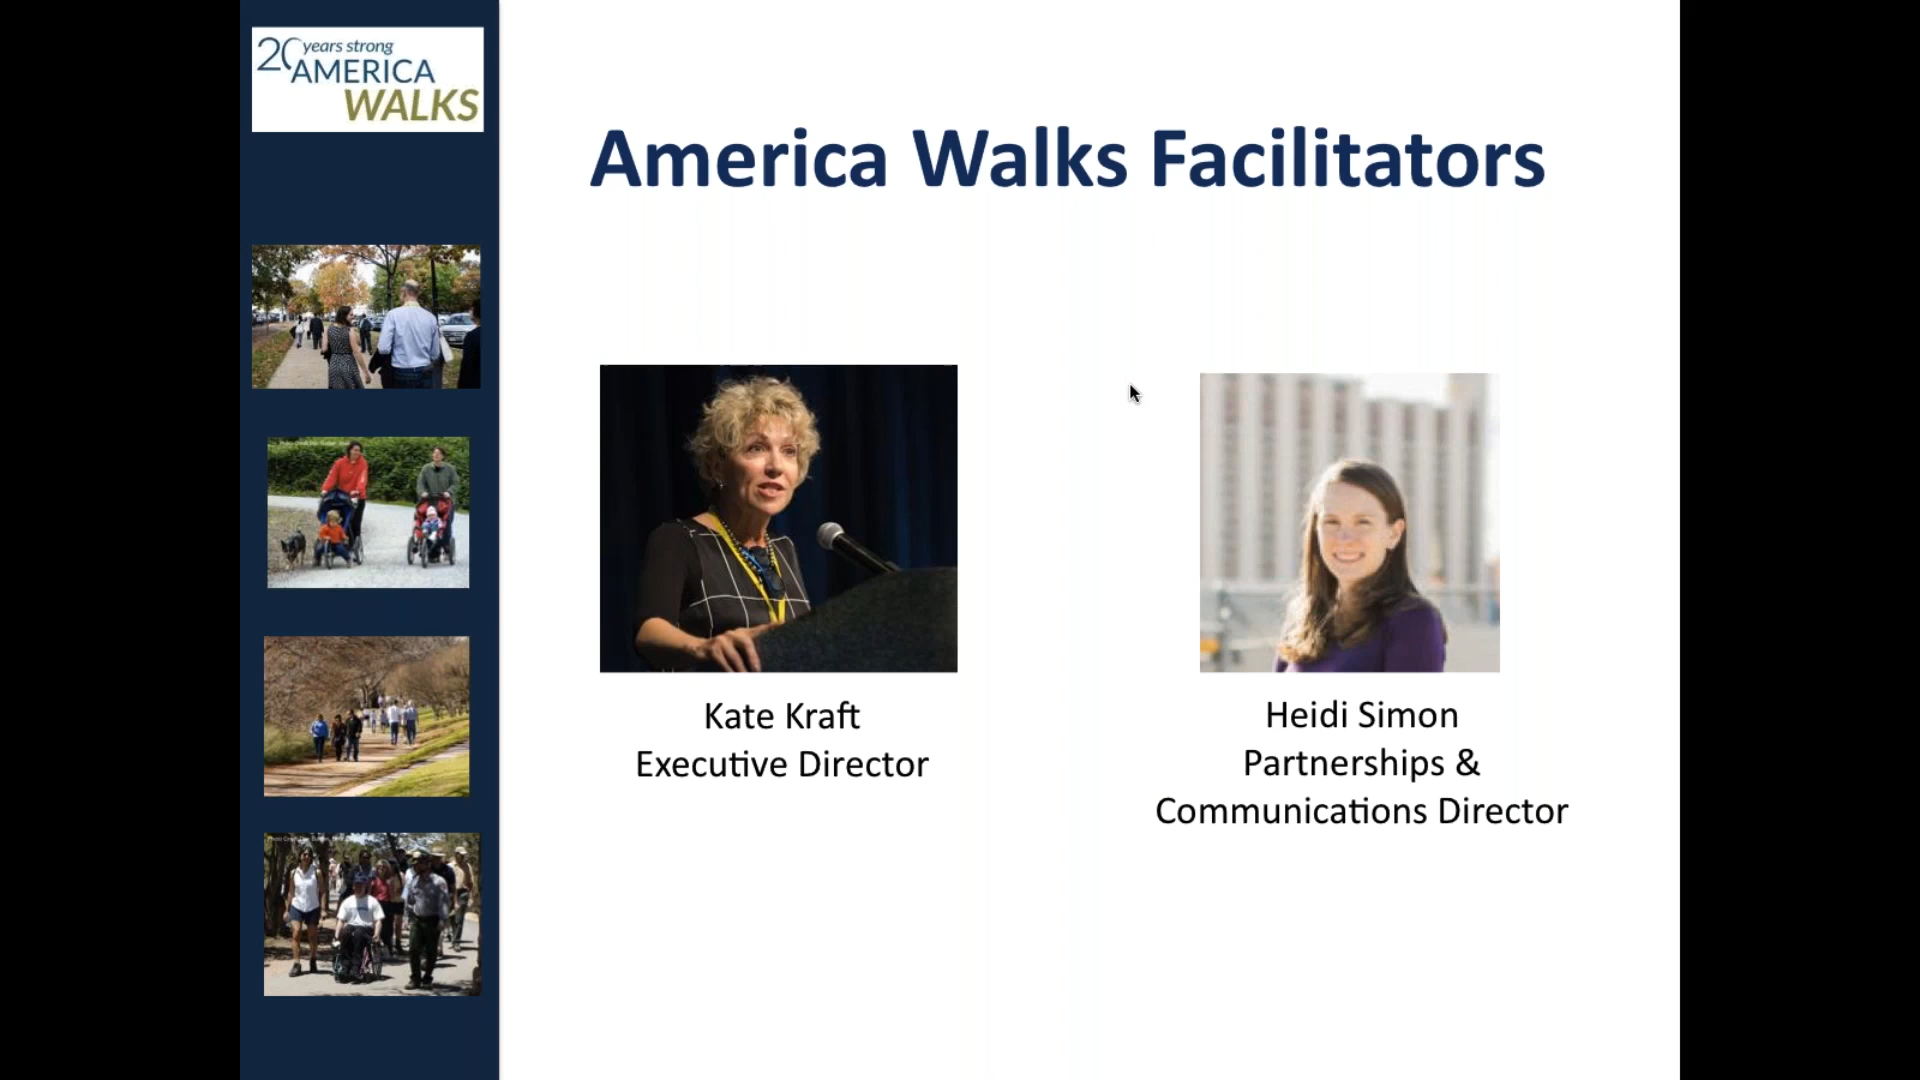 20 years strong
AMERICA
WALKS
America Walks Facilitators
Kate Kraft
Executive Director
Heidi Simon
Partnerships &
Communications Director